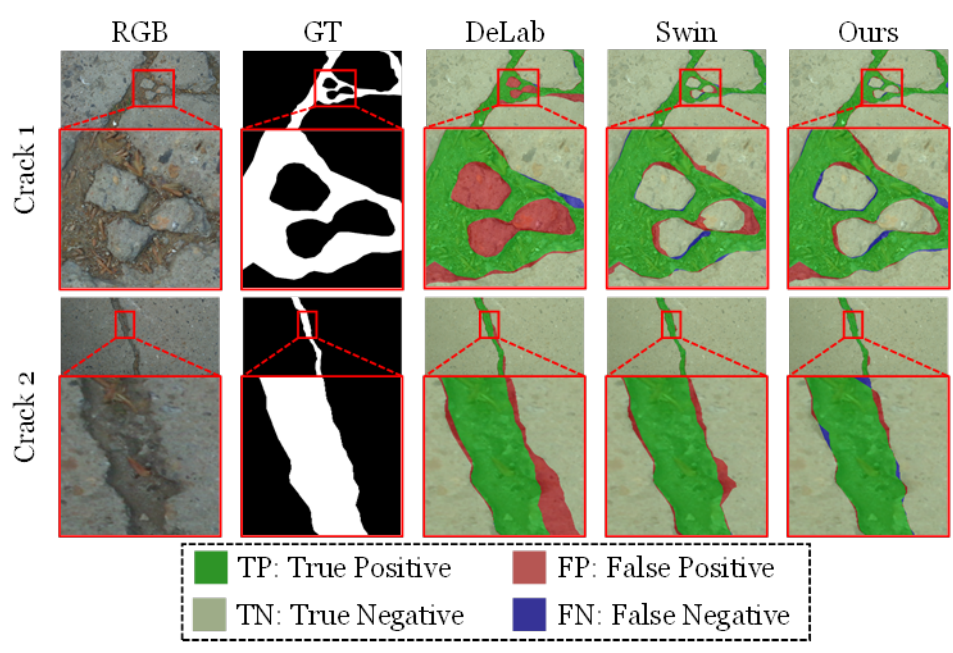 RGB GT DeLab Swin Ours
Crack 1
Crack 2
TP: True Positive FP: False Positive
TN: True Negative FN: False Negative